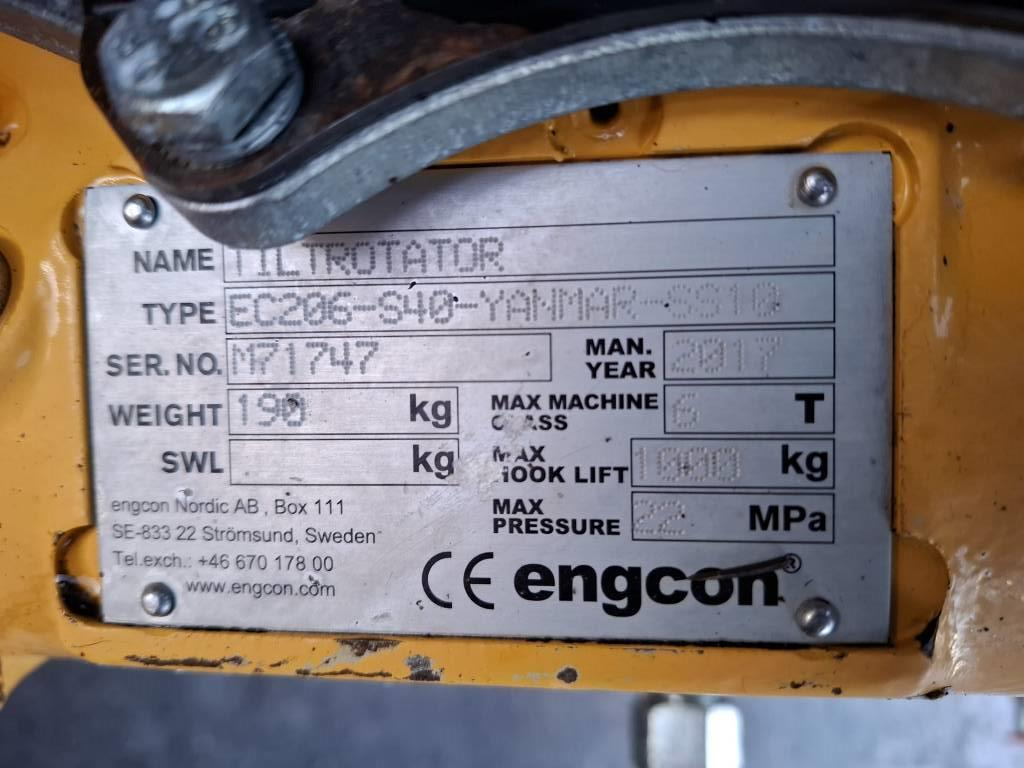 NAME TILTROTATOR
TYPE EC206-S40-YANMAR-SS10
SER. NO. M71747
MAN. YEAR 2017
WEIGHT 190 kg
MAX MACHINE CLASS 6 T
SWL kg
MAX HOOK LIFT 1000 kg
MAX PRESSURE 22 MPa
engcon Nordic AB, Box 111
SE-833 22 Strömsund, Sweden
Tel.exch.: +46 670 178 00
www.engcon.com
CE engcon®